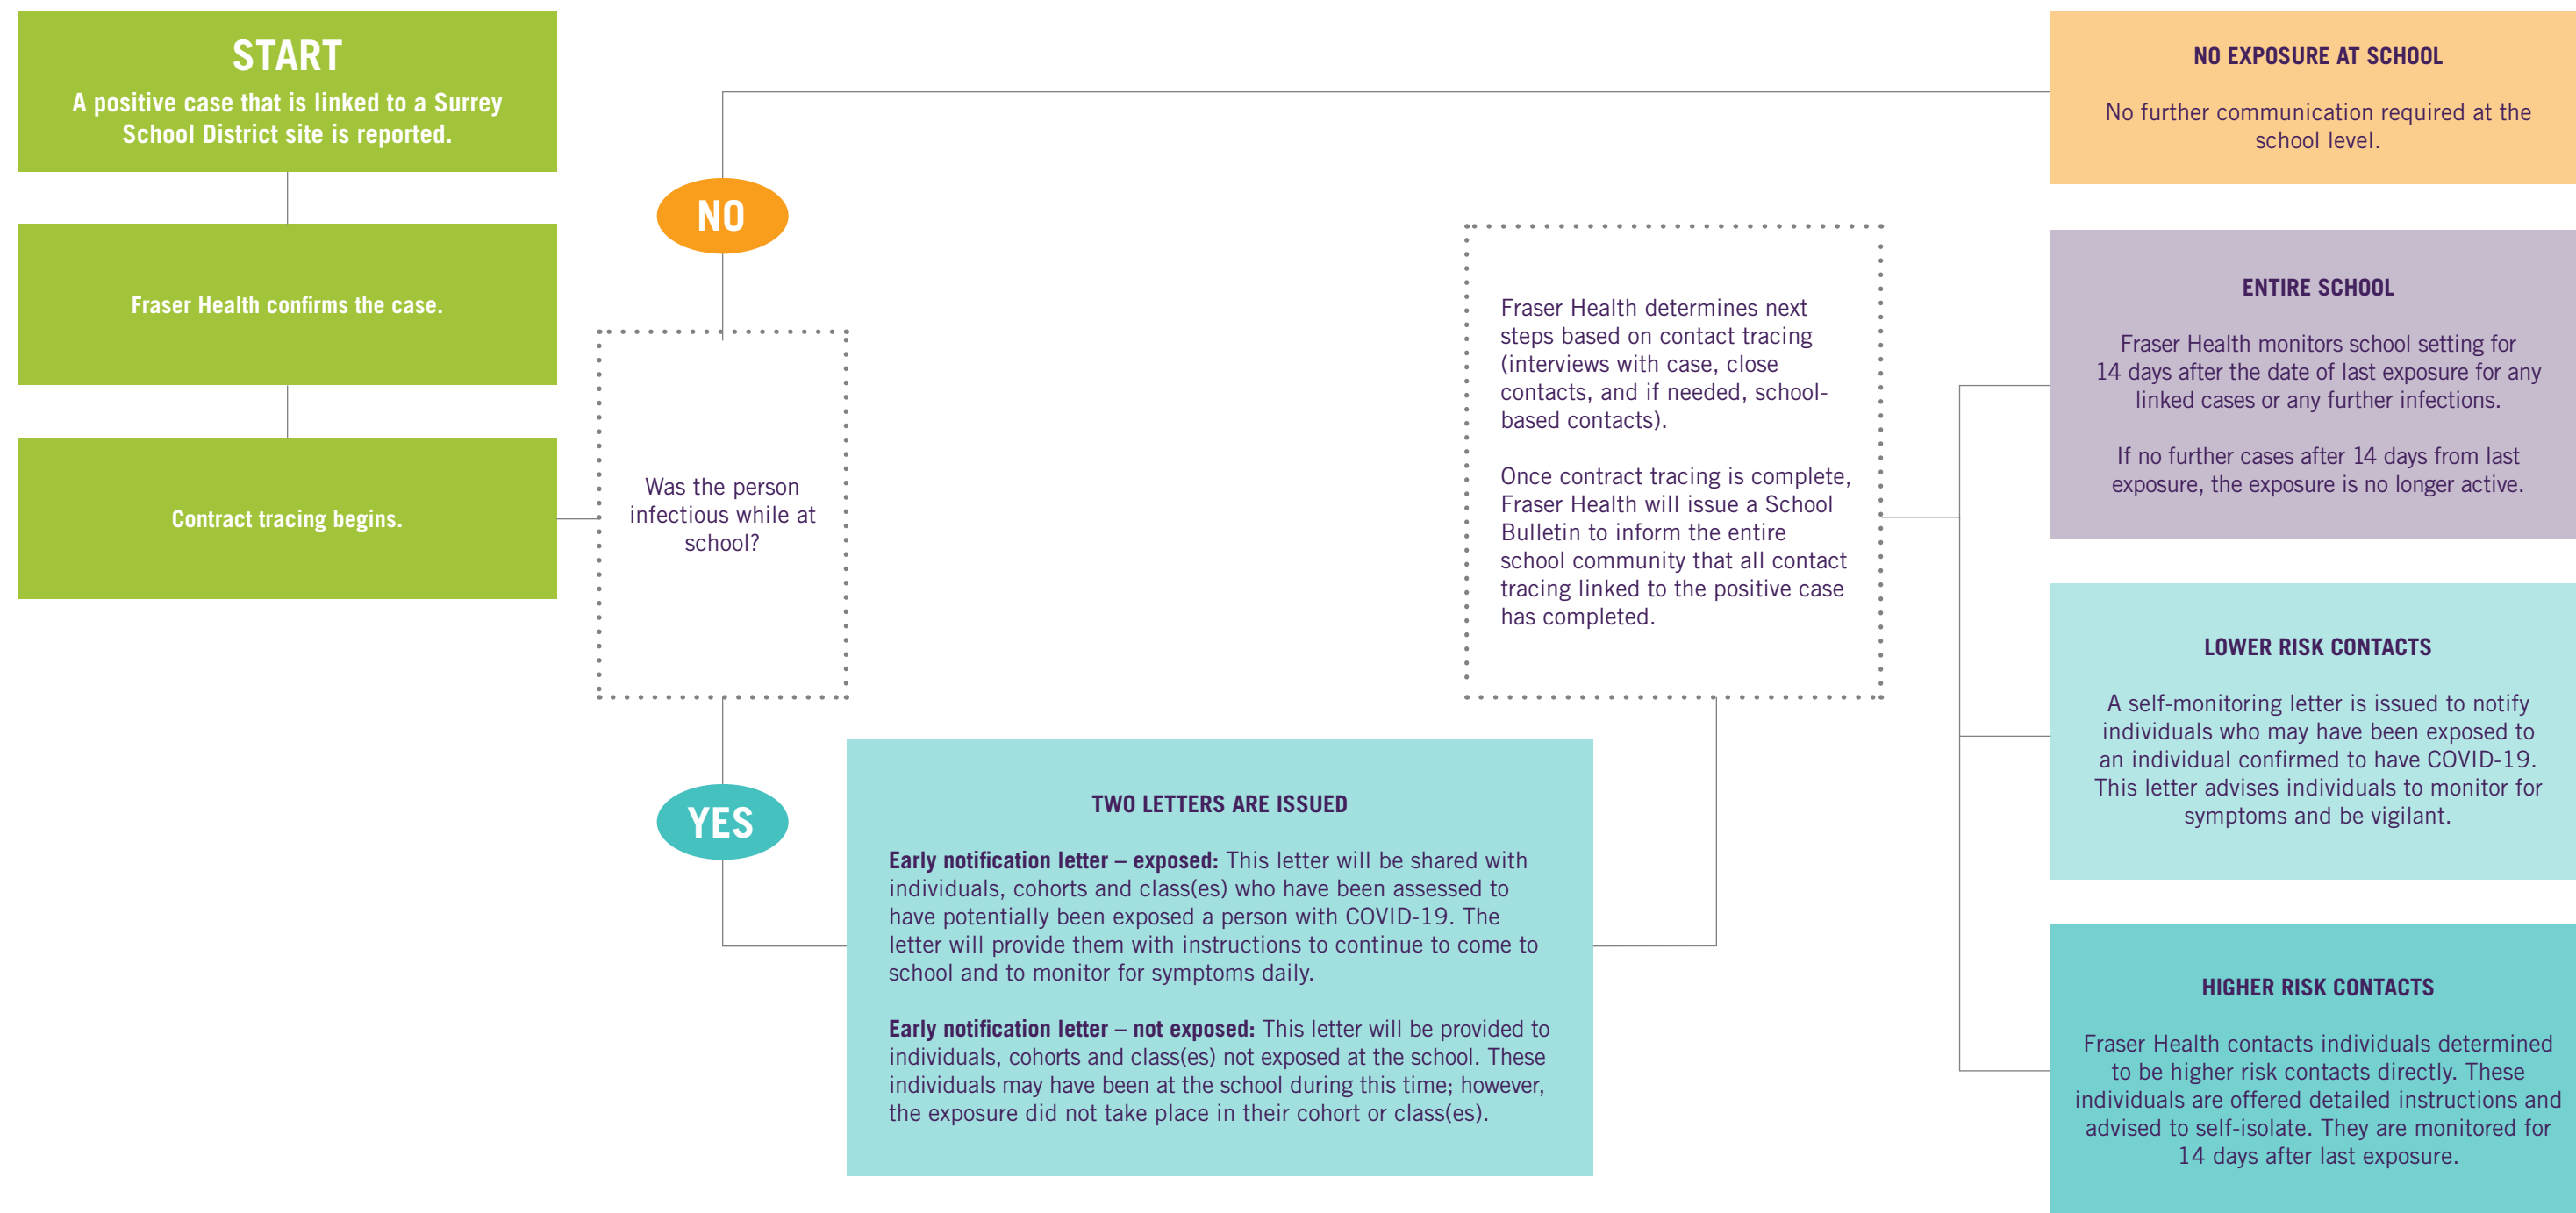 START
A positive case that is linked to a Surrey
School District site is reported.
Fraser Health confirms the case.
Contract tracing begins.
NO
Was the person
infectious while at
school?
YES
TWO LETTERS ARE ISSUED
Early notification letter – exposed: This letter will be shared with
individuals, cohorts and class(es) who have been assessed to
have potentially been exposed a person with COVID-19. The
letter will provide them with instructions to continue to come to
school and to monitor for symptoms daily.
Early notification letter – not exposed: This letter will be provided to
individuals, cohorts and class(es) not exposed at the school. These
individuals may have been at the school during this time; however,
the exposure did not take place in their cohort or class(es).
Fraser Health determines next
steps based on contact tracing
(interviews with case, close
contacts, and if needed, school-
based contacts).
Once contract tracing is complete,
Fraser Health will issue a School
Bulletin to inform the entire
school community that all contact
tracing linked to the positive case
has completed.
NO EXPOSURE AT SCHOOL
No further communication required at the
school level.
ENTIRE SCHOOL
Fraser Health monitors school setting for
14 days after the date of last exposure for any
linked cases or any further infections.
If no further cases after 14 days from last
exposure, the exposure is no longer active.
LOWER RISK CONTACTS
A self-monitoring letter is issued to notify
individuals who may have been exposed to
an individual confirmed to have COVID-19.
This letter advises individuals to monitor for
symptoms and be vigilant.
HIGHER RISK CONTACTS
Fraser Health contacts individuals determined
to be higher risk contacts directly. These
individuals are offered detailed instructions and
advised to self-isolate. They are monitored for
14 days after last exposure.